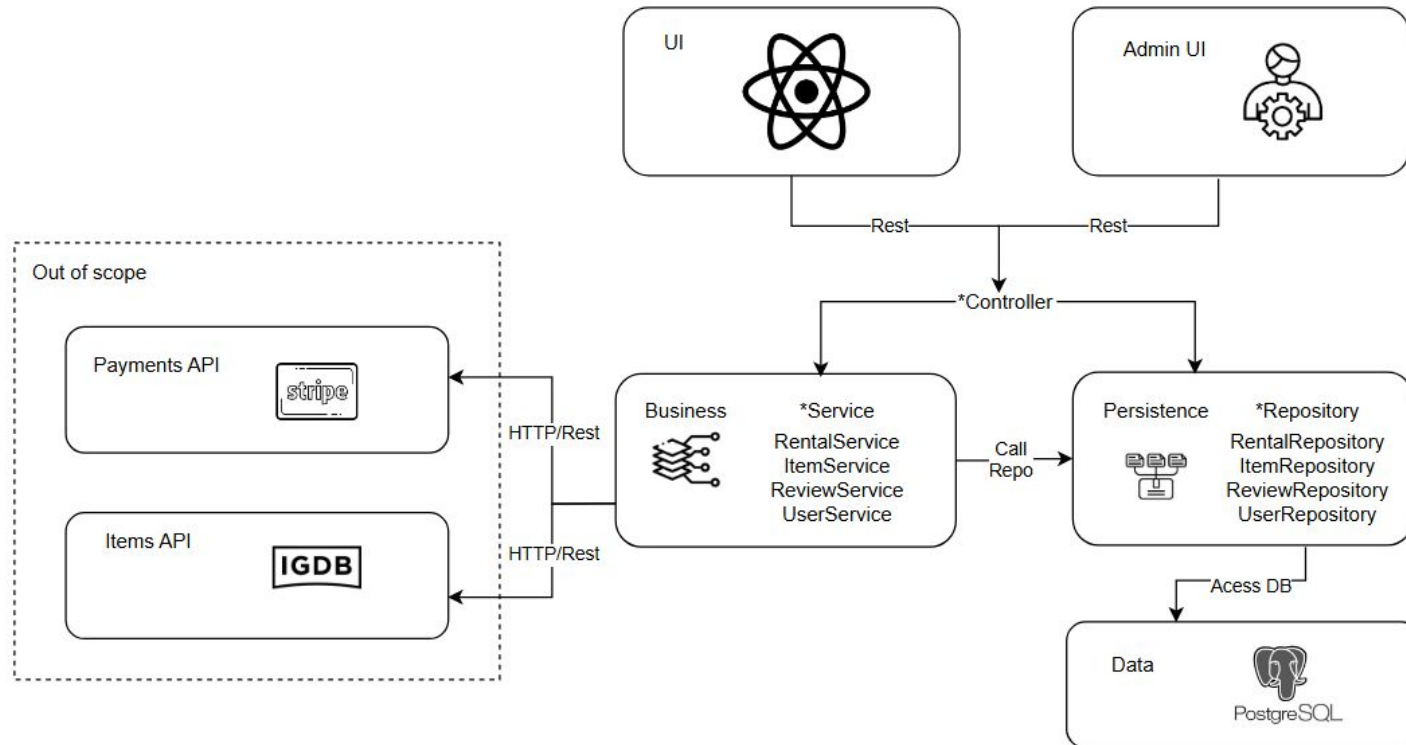 UI
Admin UI
Rest
Rest
Out of scope
*Controller
Payments API
stripe
HTTP/Rest
Business
*Service
RentalService
ItemService
ReviewService
UserService
Call
Repo
Persistence
*Repository
RentalRepository
ItemRepository
ReviewRepository
UserRepository
Items API
IGDB
HTTP/Rest
Acess DB
Data
PostgreSQL